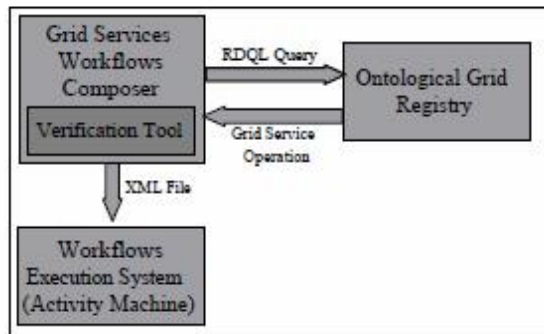 Grid Services
Workflows
Composer
Verification Tool
RDQL Query
Ontological Grid
Registry
Grid Service
Operation
XML File
Workflows
Execution System
(Activity Machine)